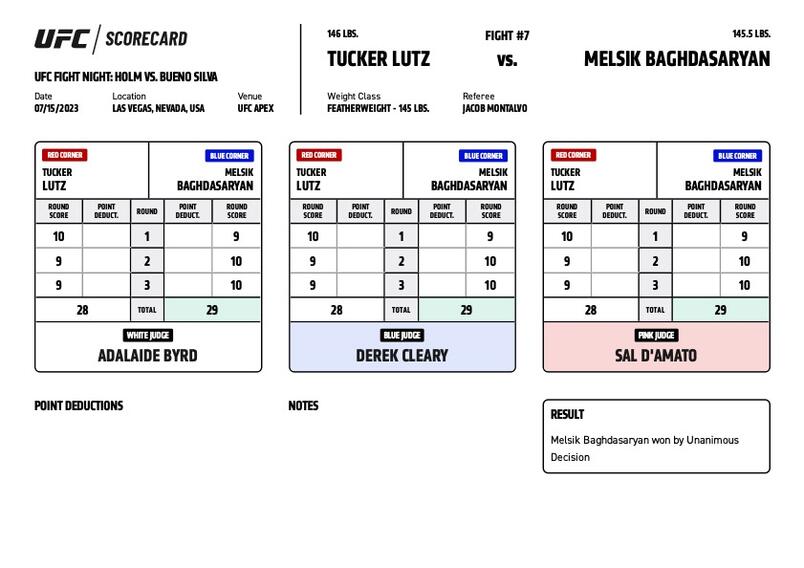 UFC / SCORECARD
UFC FIGHT NIGHT: HOLM VS. BUENO SILVA
Date Location Venue
07/15/2023 LAS VEGAS, NEVADA, USA UFC APEX
146 LBS. FIGHT #7 145.5 LBS.
TUCKER LUTZ VS. MELSIK BAGHDASARYAN
Weight Class Referee
FEATHERWEIGHT - 145 LBS. JACOB MONTALVO
RED CORNER BLUE CORNER
TUCKER MELSIK
LUTZ BAGHDASARYAN
ROUND POINT ROUND POINT ROUND
SCORE DEDUCT. DEDUCT. SCORE
10 1 9
9 2 10
9 3 10
28 TOTAL 29
WHITE JUDGE
ADALAIDE BYRD
RED CORNER BLUE CORNER
TUCKER MELSIK
LUTZ BAGHDASARYAN
ROUND POINT ROUND POINT ROUND
SCORE DEDUCT. DEDUCT. SCORE
10 1 9
9 2 10
9 3 10
28 TOTAL 29
BLUE JUDGE
DEREK CLEARY
RED CORNER BLUE CORNER
TUCKER MELSIK
LUTZ BAGHDASARYAN
ROUND POINT ROUND POINT ROUND
SCORE DEDUCT. DEDUCT. SCORE
10 1 9
9 2 10
9 3 10
28 TOTAL 29
PINK JUDGE
SAL D'AMATO
POINT DEDUCTIONS
NOTES
RESULT
Melsik Baghdasaryan won by Unanimous
Decision